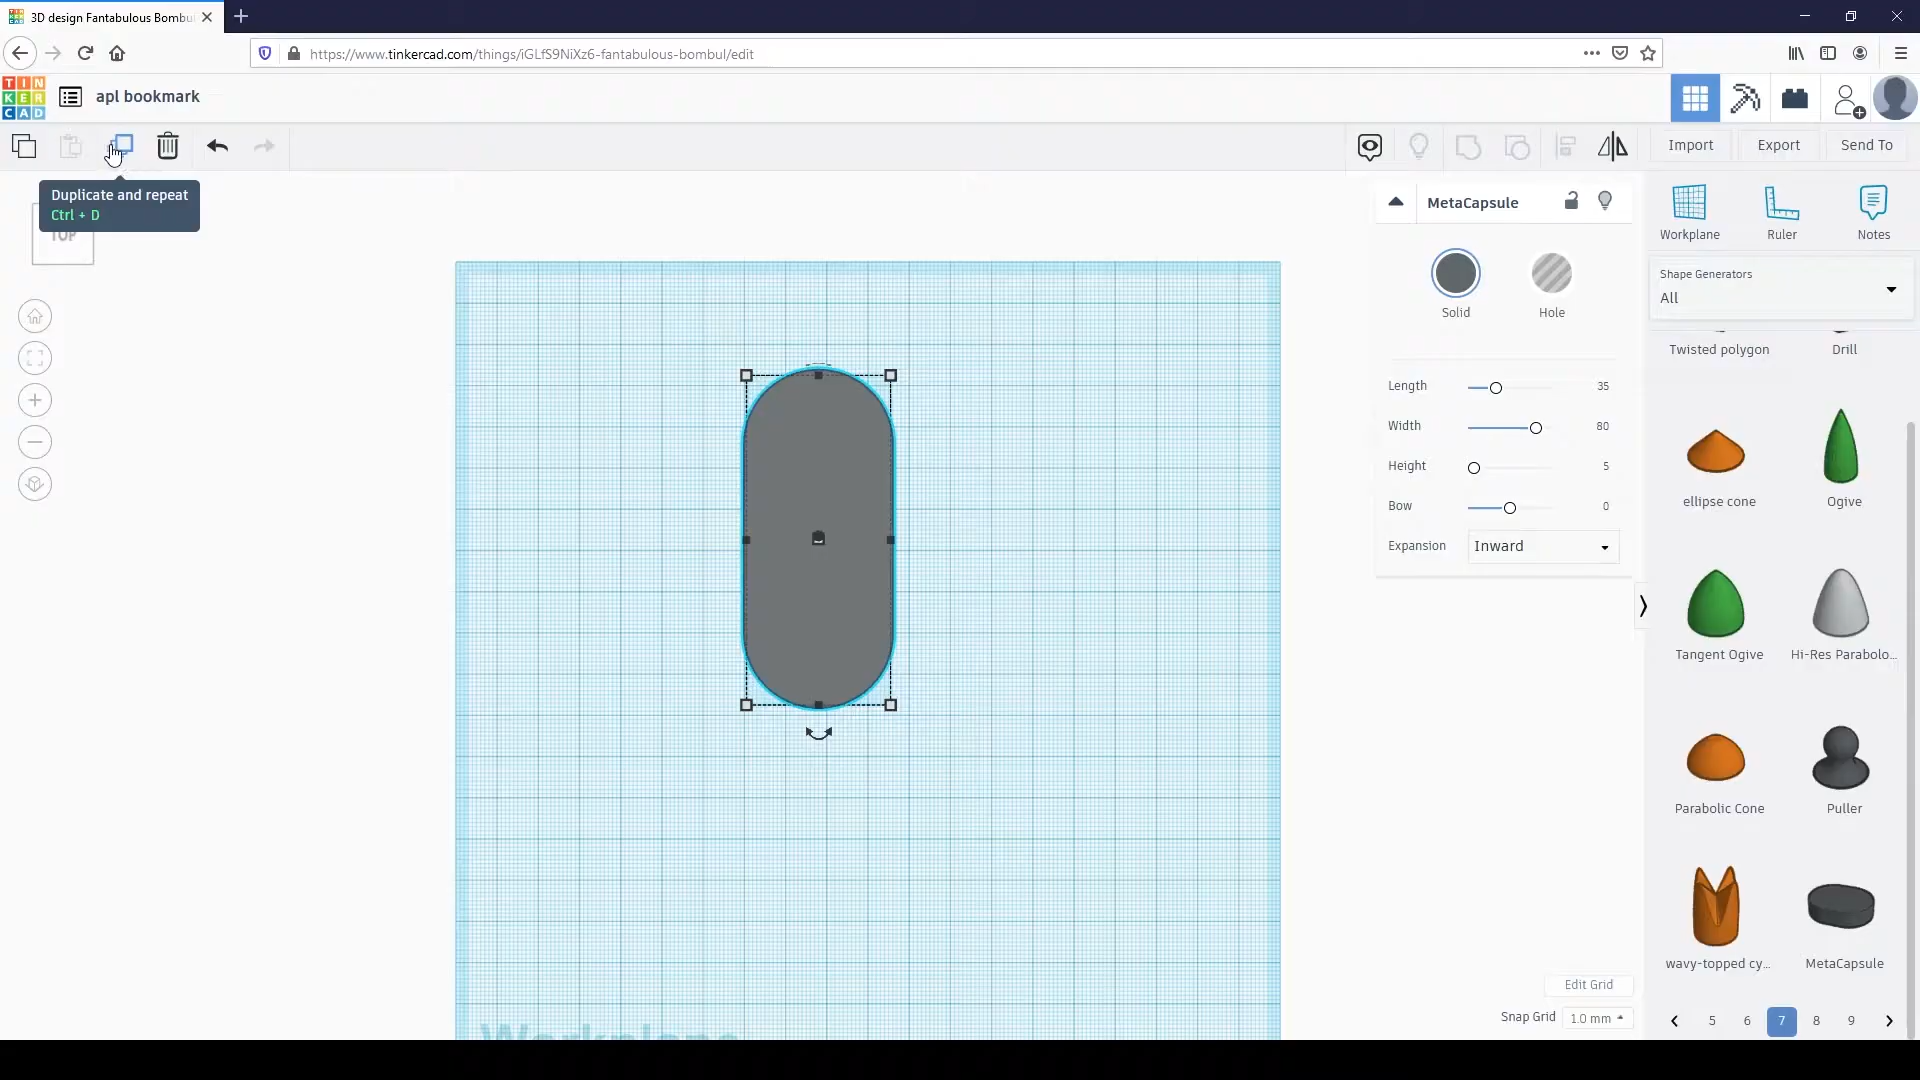 3D design Fantabulous Bombul
https://www.tinkercad.com/things/iGLfS9NiXz6-fantabulous-bombul/edit
TIN
KER
CAD
apl bookmark
Import
Export
Send To
Duplicate and repeat
Ctrl + D
TOP
MetaCapsule
Solid
Hole
Length
35
Width
80
Height
5
Bow
0
Expansion
Inward
Workplane
Ruler
Notes
Shape Generators
All
Twisted polygon
Drill
ellipse cone
Ogive
Tangent Ogive
Hi-Res Parabolo...
Parabolic Cone
Puller
wavy-topped cy...
MetaCapsule
Workplane
Edit Grid
Snap Grid
1.0 mm
5
6
7
8
9